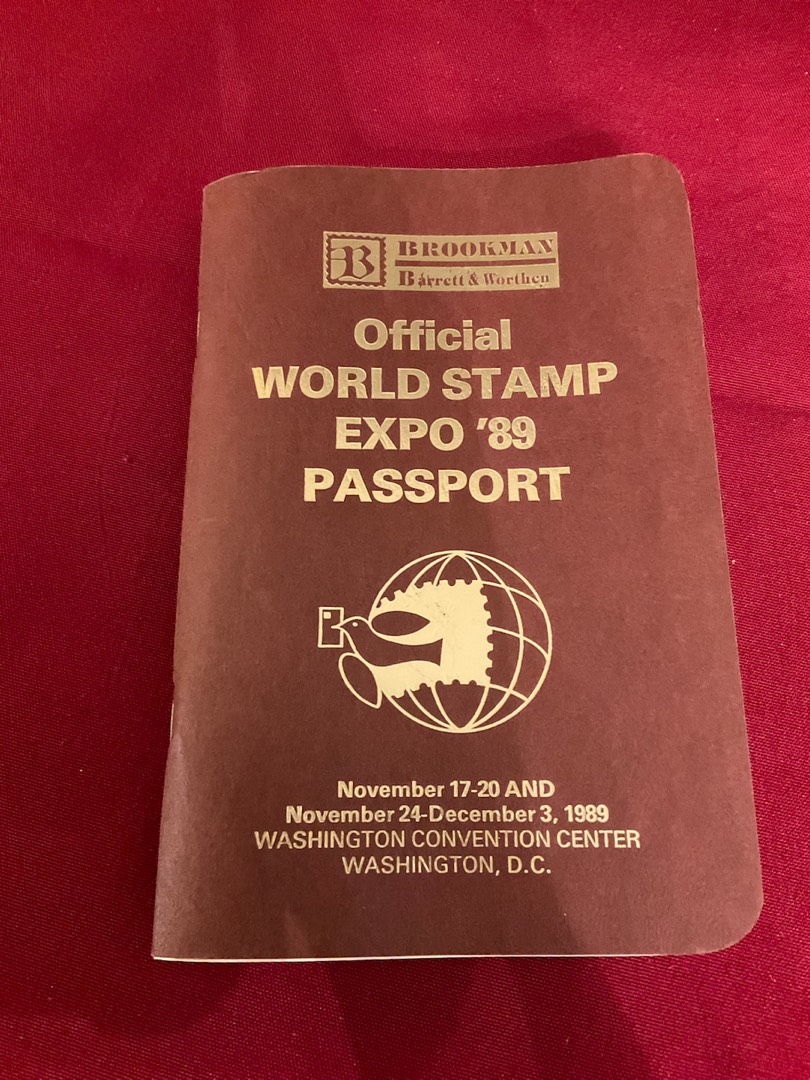 B BROOKMAN
Barrett & Worthen
Official
WORLD STAMP
EXPO '89
PASSPORT
November 17-20 AND
November 24-December 3, 1989
WASHINGTON CONVENTION CENTER
WASHINGTON, D.C.